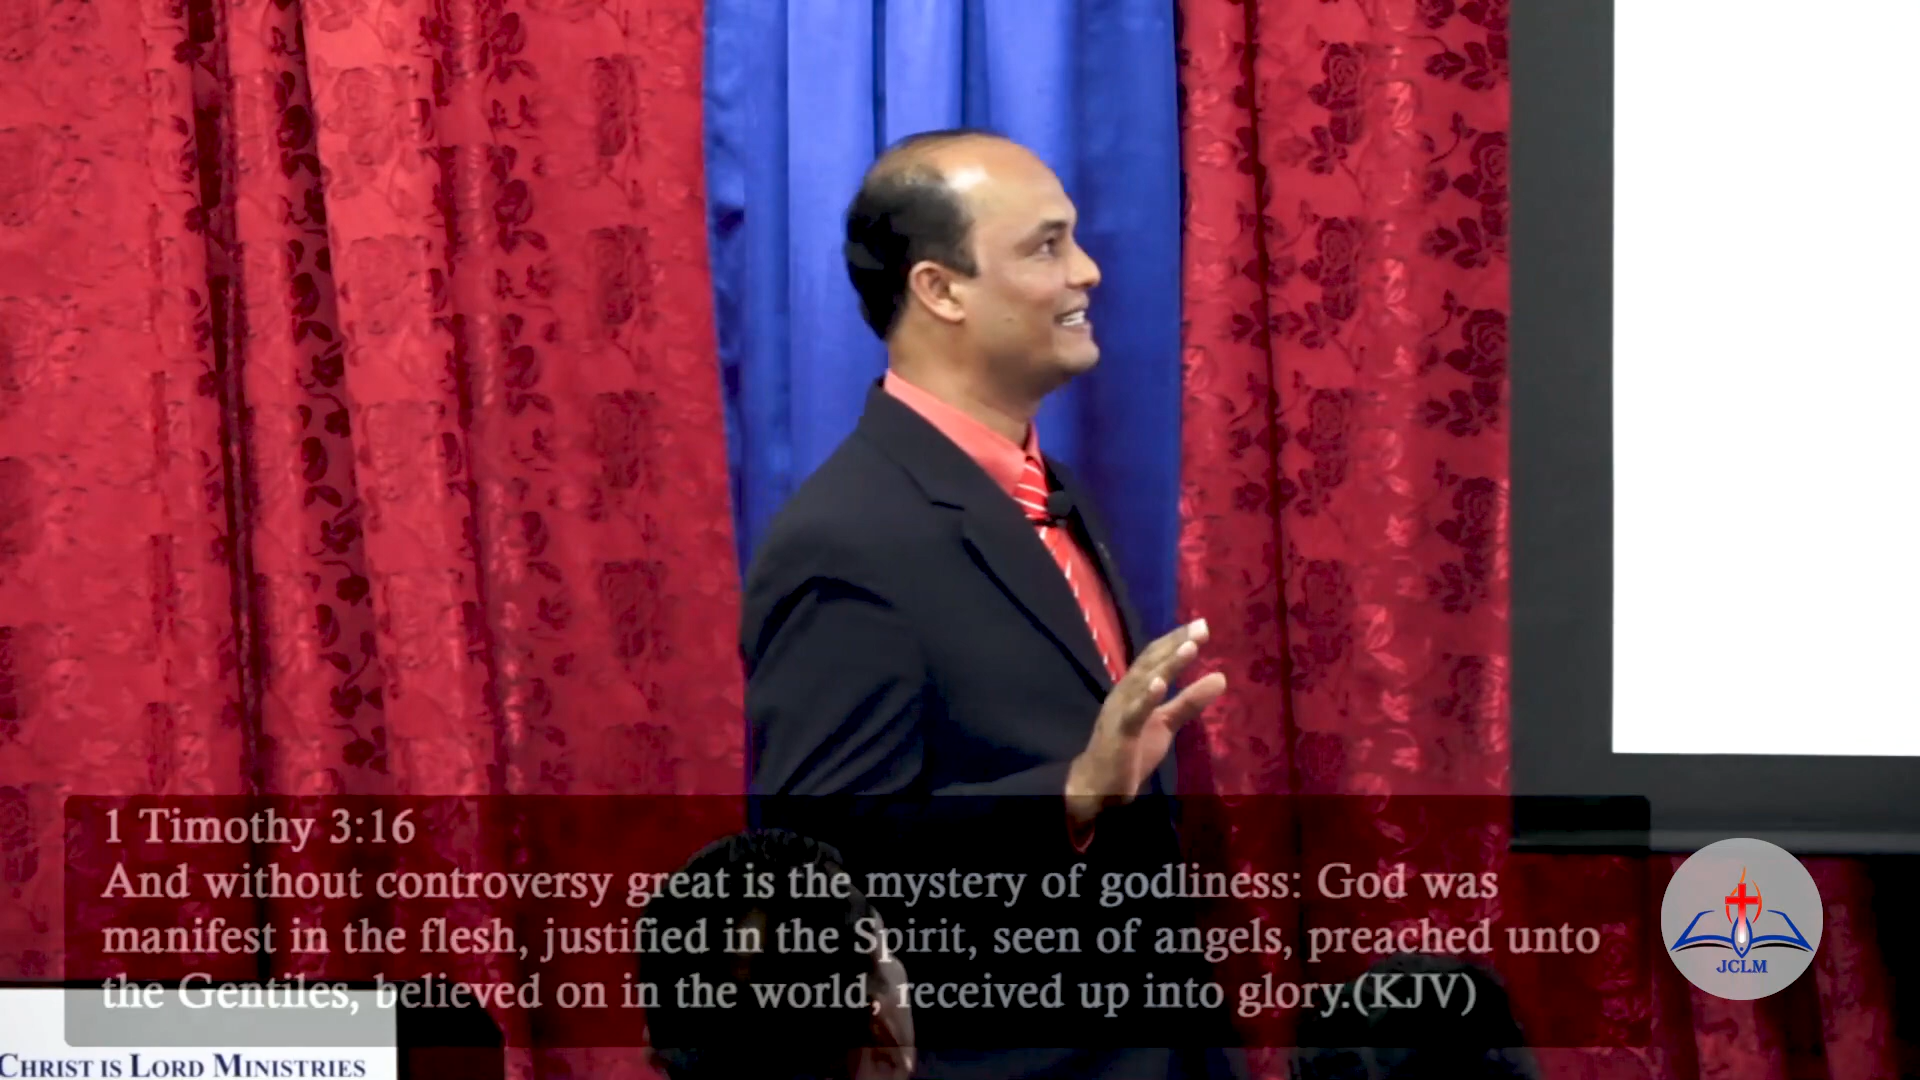 1 Timothy 3:16
And without controversy great is the mystery of godliness: God was
manifest in the flesh, justified in the Spirit, seen of angels, preached unto
the Gentiles, believed on in the world, received up into glory.(KJV)
JCLM
CHRIST IS LORD MINISTRIES